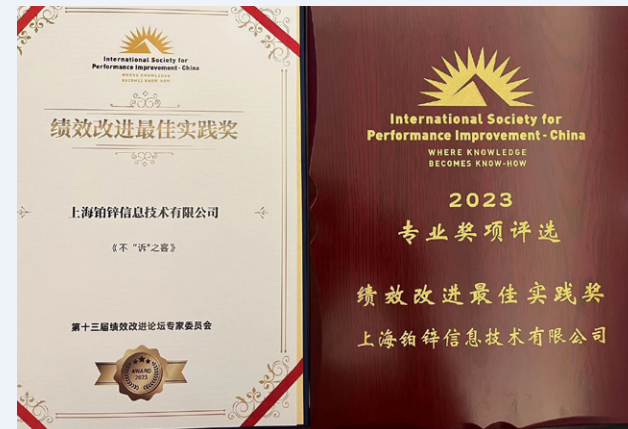 International Society for
Performance Improvement - China
WHERE KNOWLEDGE
BECOMES KNOW-HOW
绩效改进最佳实践奖
上海铂锌信息技术有限公司
《不“诉”之客》
第十三届绩效改进论坛专家委员会
AWARD
2023
International Society for
Performance Improvement - China
WHERE KNOWLEDGE
BECOMES KNOW-HOW
2023
专业奖项评选
绩效改进最佳实践奖
上海铂锌信息技术有限公司